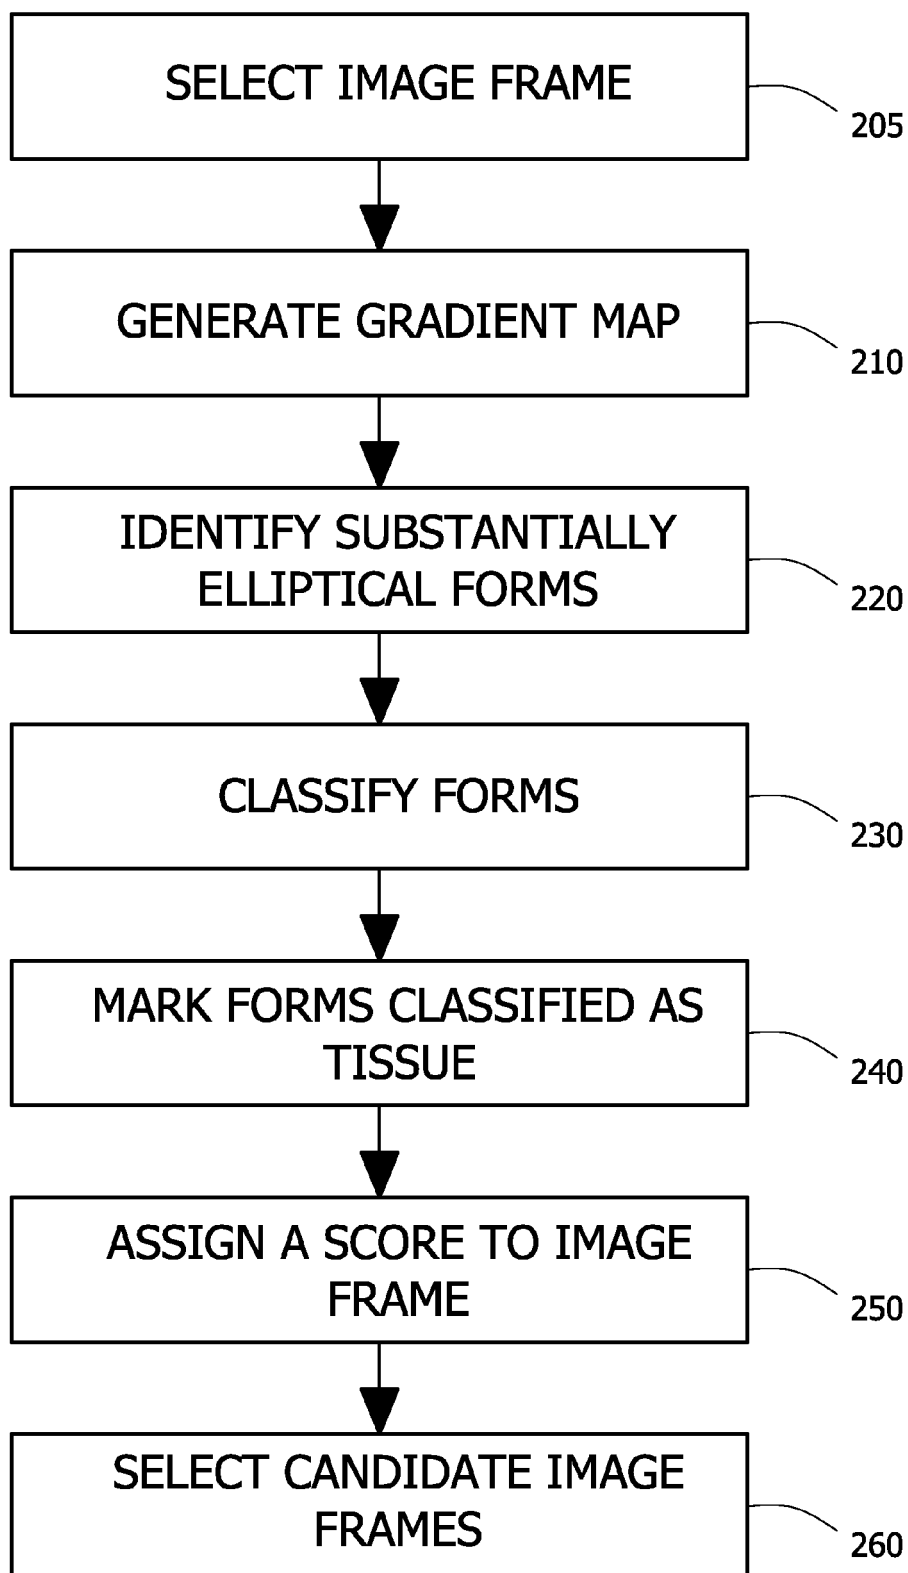 SELECT IMAGE FRAME
205
GENERATE GRADIENT MAP
210
IDENTIFY SUBSTANTIALLY
ELLIPTICAL FORMS
220
CLASSIFY FORMS
230
MARK FORMS CLASSIFIED AS
TISSUE
240
ASSIGN A SCORE TO IMAGE
FRAME
250
SELECT CANDIDATE IMAGE
FRAMES
260